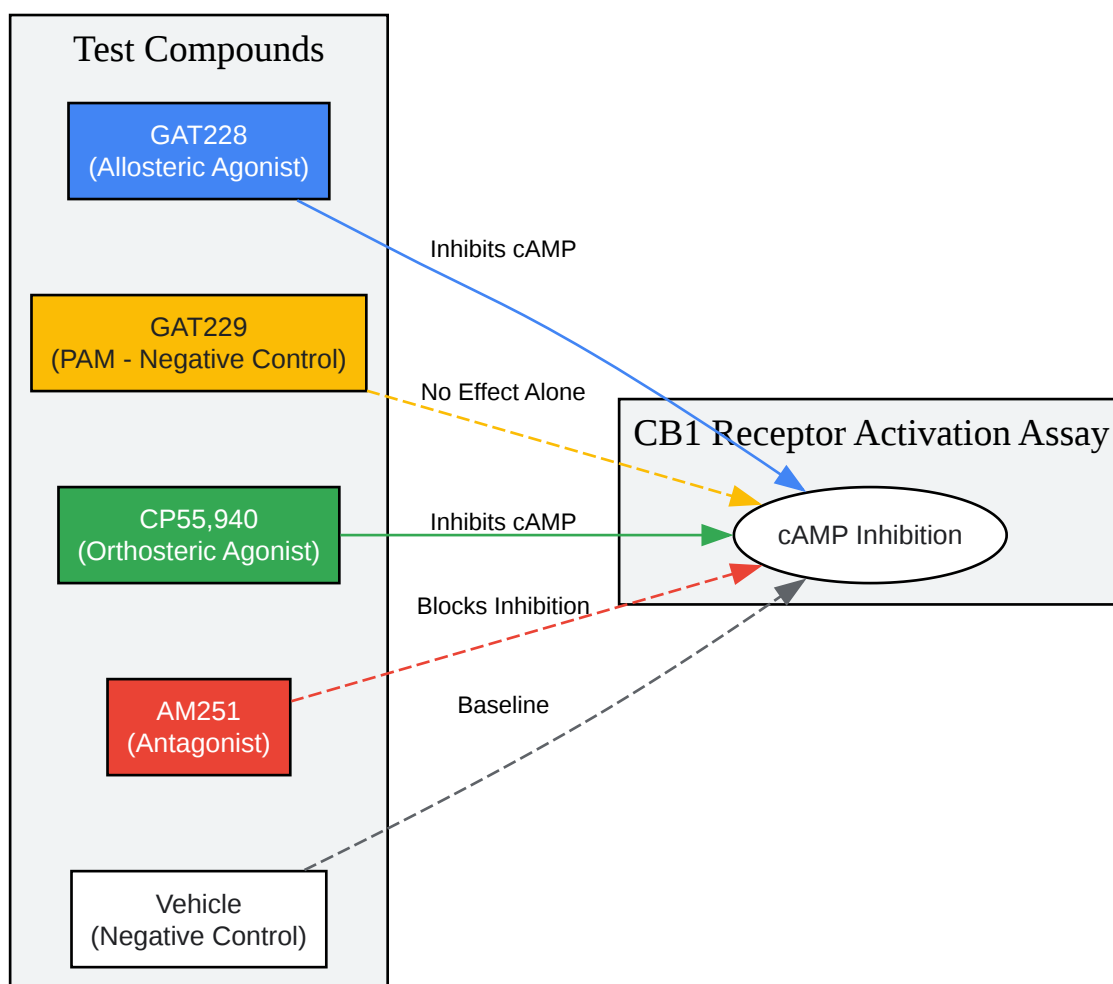 Test Compounds
GAT228
(Allosteric Agonist)
Inhibits cAMP
GAT229
(PAM - Negative Control)
No Effect Alone
CB1 Receptor Activation Assay
CP55,940
(Orthosteric Agonist)
Inhibits cAMP
cAMP Inhibition
Blocks Inhibition
AM251
(Antagonist)
Baseline
Vehicle
(Negative Control)